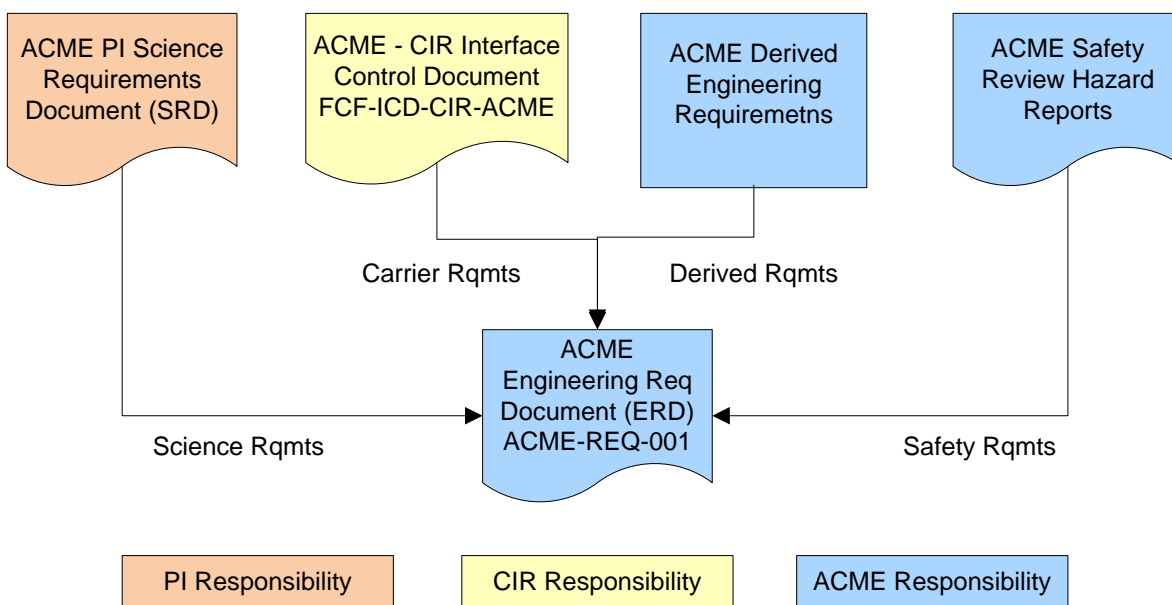 ACME PI Science
Requirements
Document (SRD)
ACME - CIR Interface
Control Document
FCF-ICD-CIR-ACME
ACME Derived
Engineering
Requiremetns
ACME Safety
Review Hazard
Reports
Carrier Rqmts
Derived Rqmts
ACME
Engineering Req
Document (ERD)
ACME-REQ-001
Science Rqmts
Safety Rqmts
PI Responsibility
CIR Responsibility
ACME Responsibility